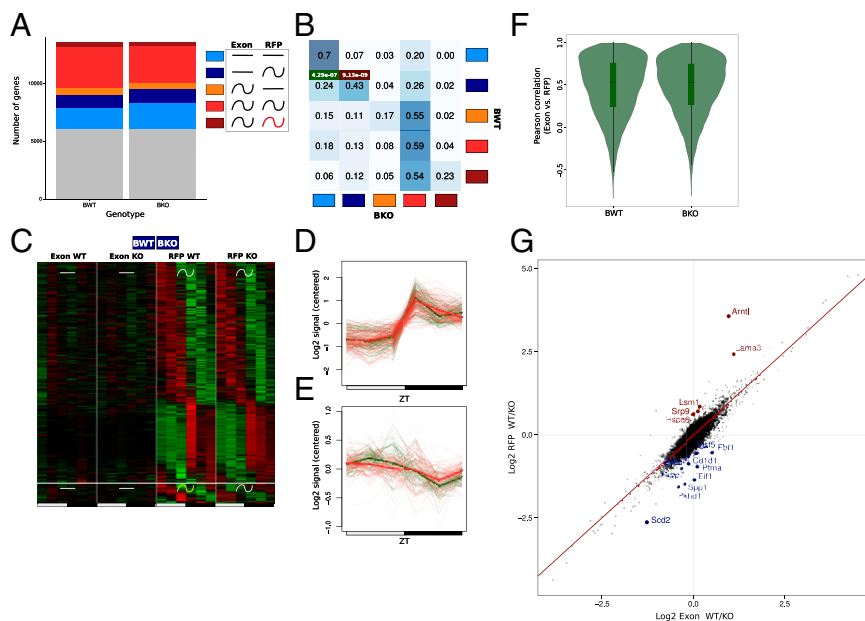 A
Exon RFP
Number of genes
10000
5000
0
BWT BKO
Genotype
B
0.7 0.07 0.03 0.20 0.00
4.29e-07 9.13e-09
0.24 0.43 0.04 0.26 0.02
0.15 0.11 0.17 0.55 0.02
0.18 0.13 0.08 0.59 0.04
0.06 0.12 0.05 0.54 0.23
BWT
BKO
F
Pearson correlation
(Exon vs. RFP)
1.0
0.5
0.0
−0.5
BWT BKO
C
BWT BKO
Exon WT Exon KO RFP WT RFP KO
D
Log2 signal (centered)
2
1
0
−1
−2
ZT
E
Log2 signal (centered)
1.0
0.5
0.0
−0.5
−1.0
ZT
G
Log2 RFP WT/KO
5.0
2.5
0.0
−2.5
Arntl
Lama3
Lsm1
Srp9
Fbf1
Cd1d1
Ptma
Eif1
Spp1
Pkhd1
Scd2
−2.5 0.0 2.5
Log2 Exon WT/KO